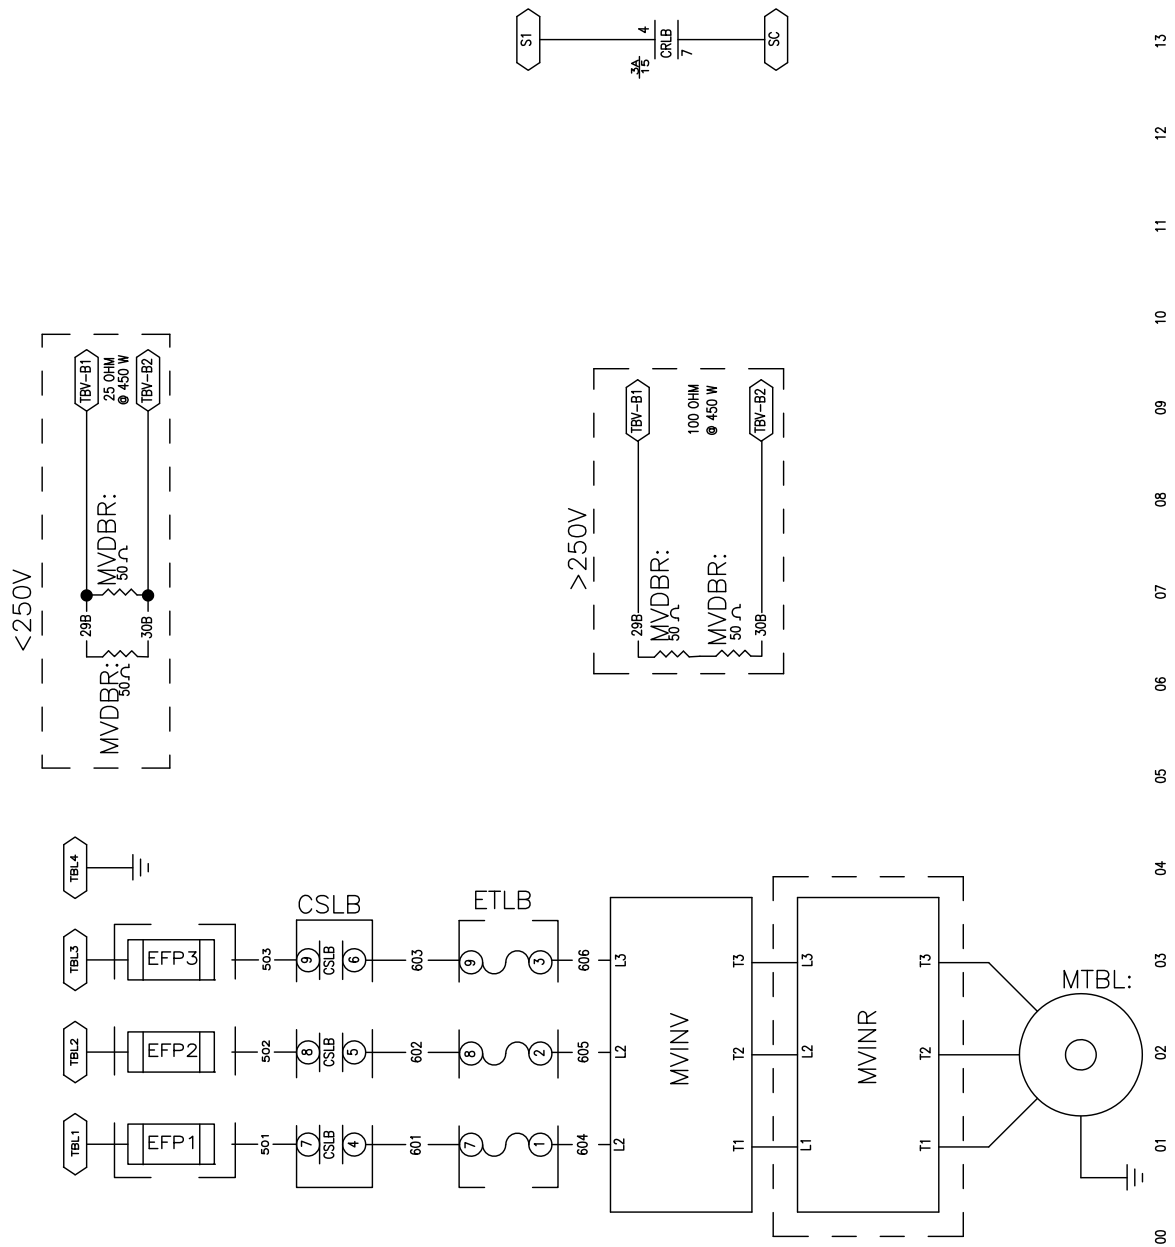 S1
4
CRLB
7
3A
15
SC
13
12
11
10
09
08
07
06
05
04
03
02
01
00
<250V
TBV-B1
25 OHM
@ 450 W
TBV-B2
MVDBR:
50Ω
29B
30B
MVDBR:
50Ω
>250V
TBV-B1
100 OHM
@ 450 W
TBV-B2
29B
MVDBR:
50 Ω
MVDBR:
50 Ω
30B
TBL4
TBL3
EFP3
503
CSLB
9
CSLB
6
603
ETLB
9
3
606
L3
TBL2
EFP2
502
8
CSLB
5
602
8
2
605
L2
TBL1
EFP1
501
7
CSLB
4
601
7
1
604
L2
MVINV
T3
T2
T1
L3
L2
L1
MVINR
T3
T2
T1
MTBL: